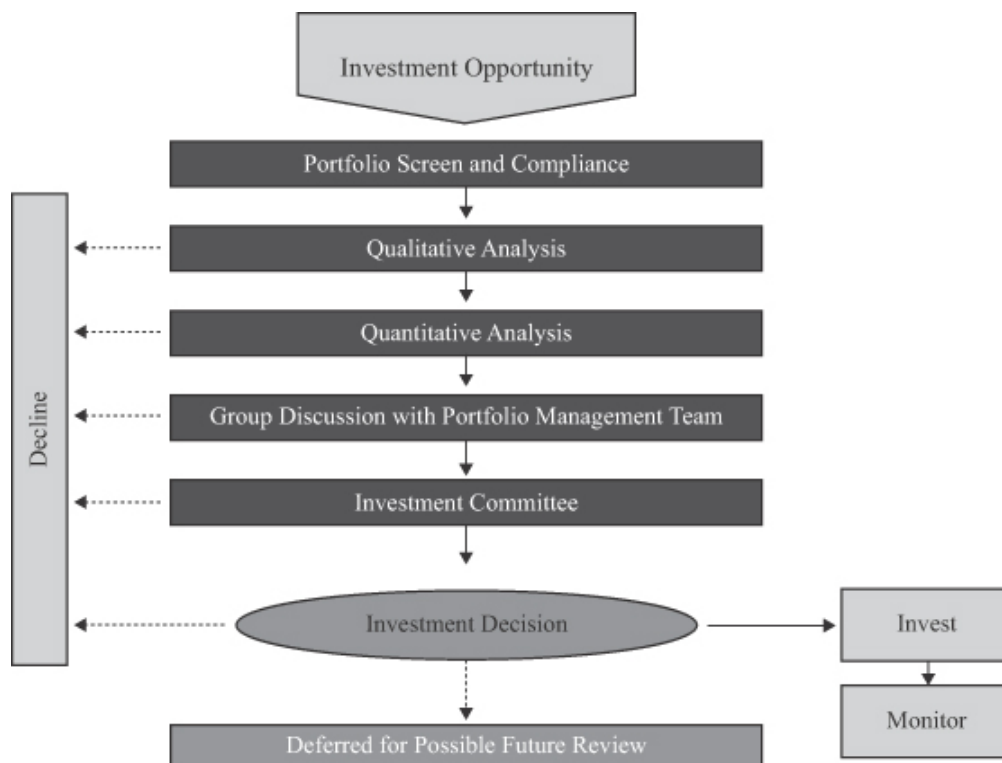 Investment Opportunity
Portfolio Screen and Compliance
Qualitative Analysis
Quantitative Analysis
Group Discussion with Portfolio Management Team
Decline
Investment Committee
Investment Decision
Invest
Monitor
Deferred for Possible Future Review